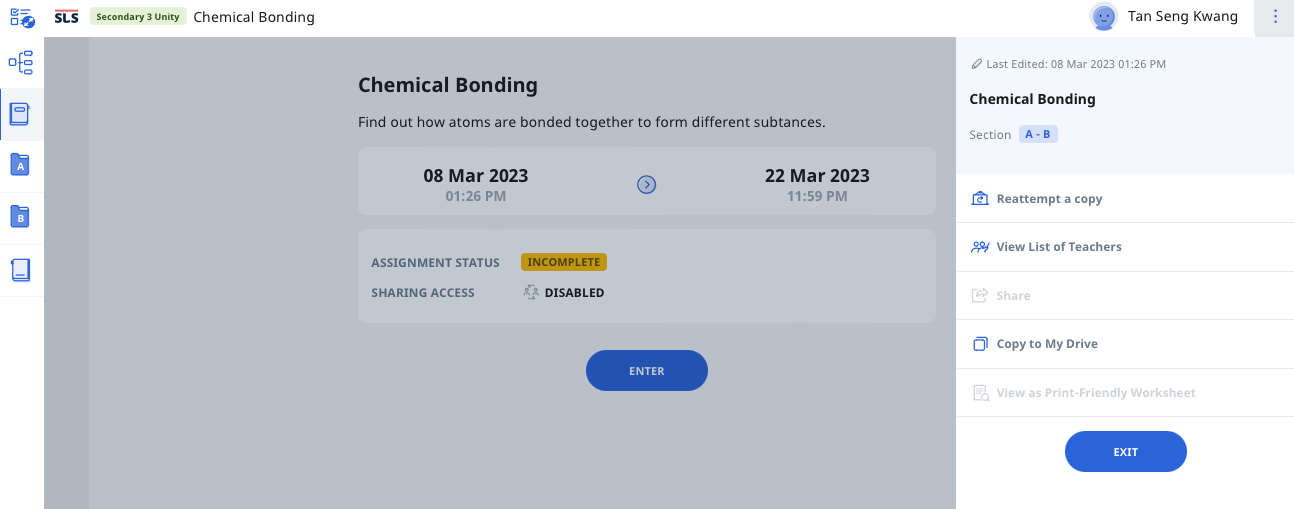 SLS Secondary 3 Unity Chemical Bonding Tan Seng Kwang
A
B
Chemical Bonding
Find out how atoms are bonded together to form different subtances.
08 Mar 2023 22 Mar 2023
01:26 PM 11:59 PM
ASSIGNMENT STATUS INCOMPLETE
SHARING ACCESS DISABLED
ENTER
Last Edited: 08 Mar 2023 01:26 PM
Chemical Bonding
Section A - B
Reattempt a copy
View List of Teachers
Share
Copy to My Drive
View as Print-Friendly Worksheet
EXIT